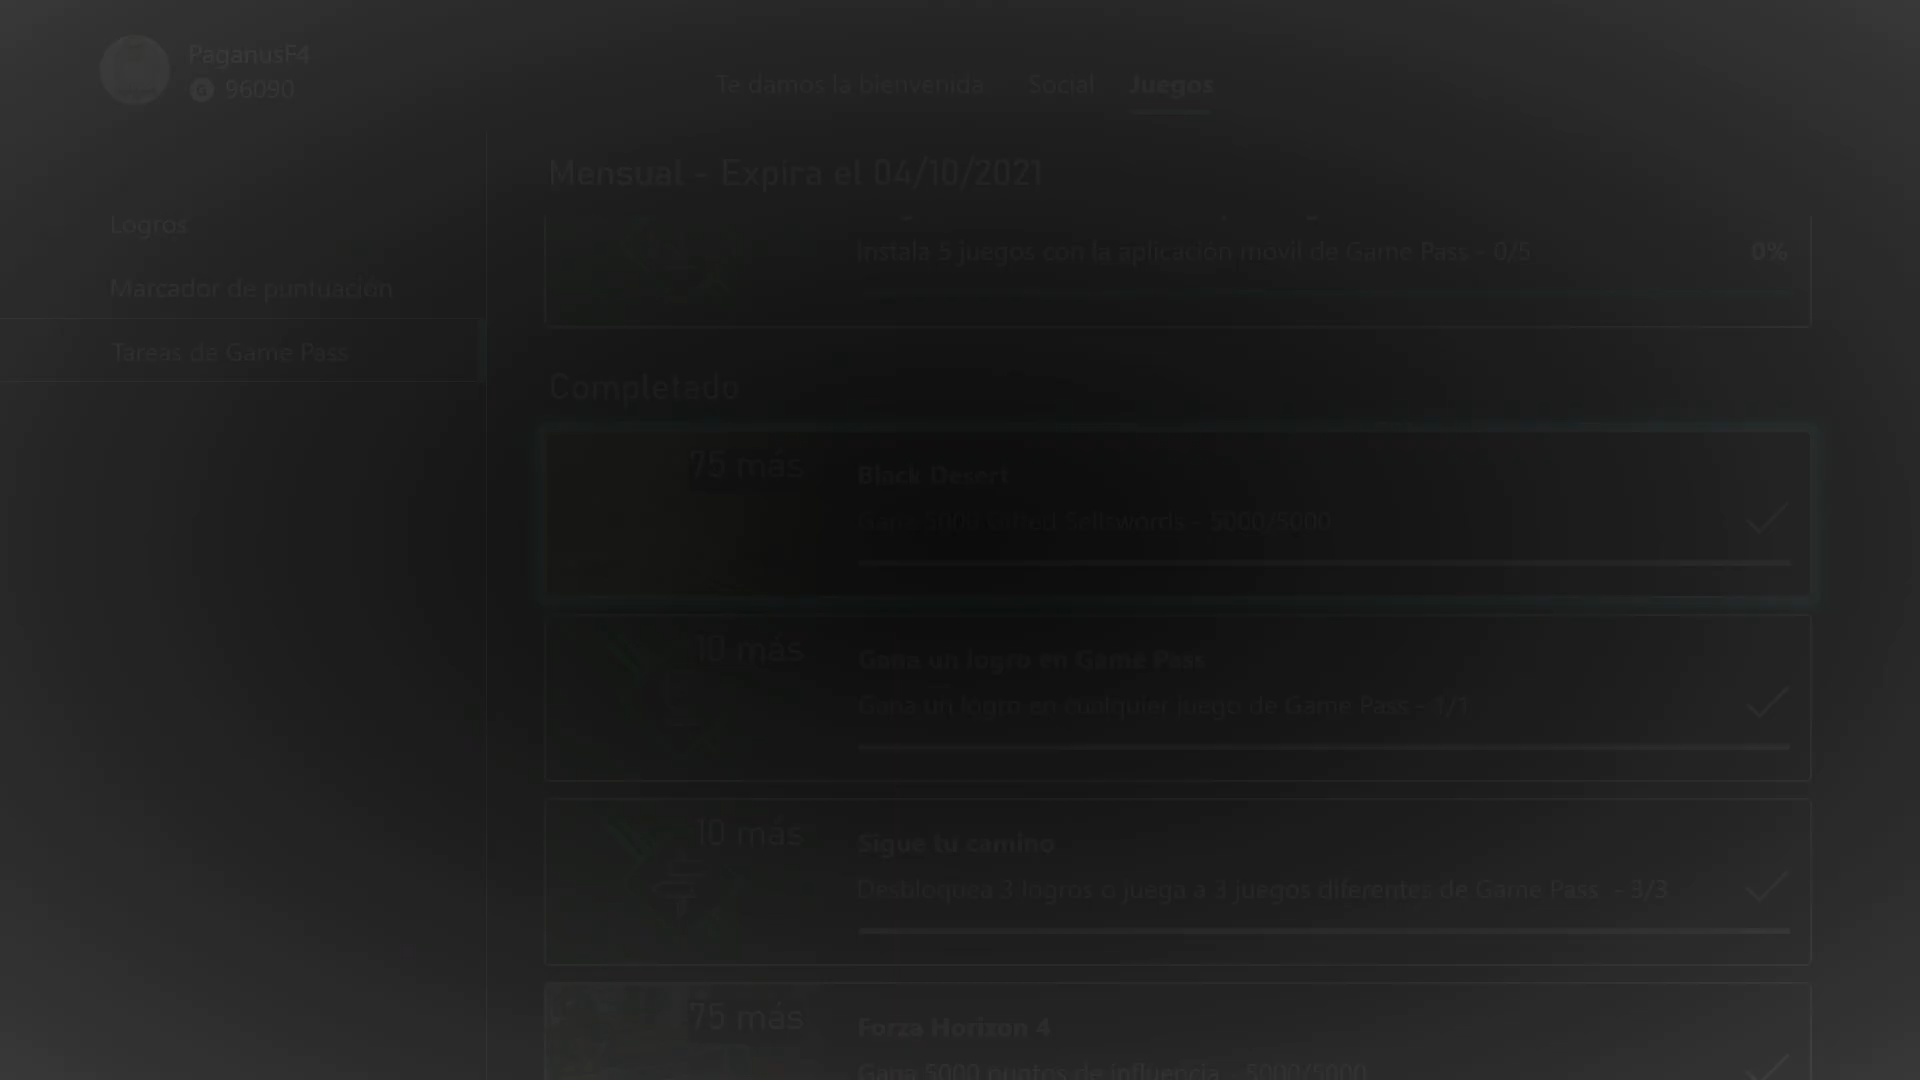 PaganusF4
G 96090
Te damos la bienvenida Social Juegos
Logros
Marcador de puntuación
Tareas de Game Pass
Mensual - Expira el 04/10/2021
Instala 5 juegos con la aplicación móvil de Game Pass - 0/5 0%
Completado
75 más
Black Desert
Gana 5000 Gifted Sellswords - 5000/5000
10 más
Gana un logro en Game Pass
Gana un logro en cualquier juego de Game Pass - 1/1
10 más
Sigue tu camino
Desbloquea 3 logros o juega a 3 juegos diferentes de Game Pass - 3/3
75 más
Forza Horizon 4
Gana 5000 puntos de influencia - 5000/5000